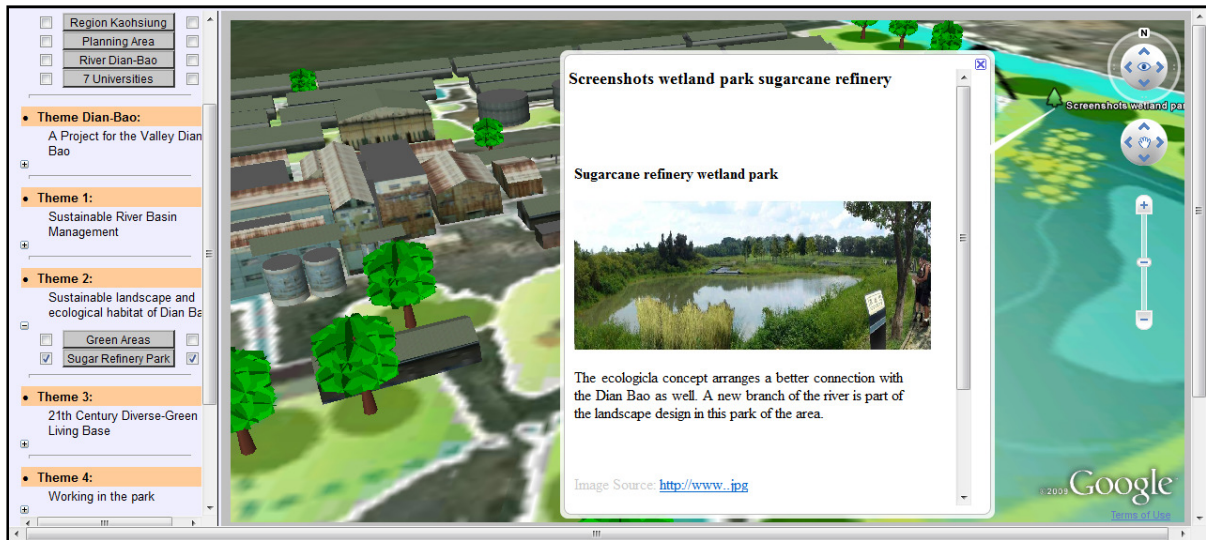 Region Kaohsiung
Planning Area
River Dian-Bao
7 Universities
Theme Dian-Bao:
A Project for the Valley Dian
Bao
Theme 1:
Sustainable River Basin
Management
Theme 2:
Sustainable landscape and
ecological habitat of Dian Ba
Green Areas
Sugar Refinery Park
Theme 3:
21th Century Diverse-Green
Living Base
Theme 4:
Working in the park
Screenshots wetland park sugarcane refinery
Sugarcane refinery wetland park
The ecologicla concept arranges a better connection with
the Dian Bao as well. A new branch of the river is part of
the landscape design in this park of the area.
Image Source: http://www..jpg
N
Screenshots wetland pa
©2009 Google
Terms of Use